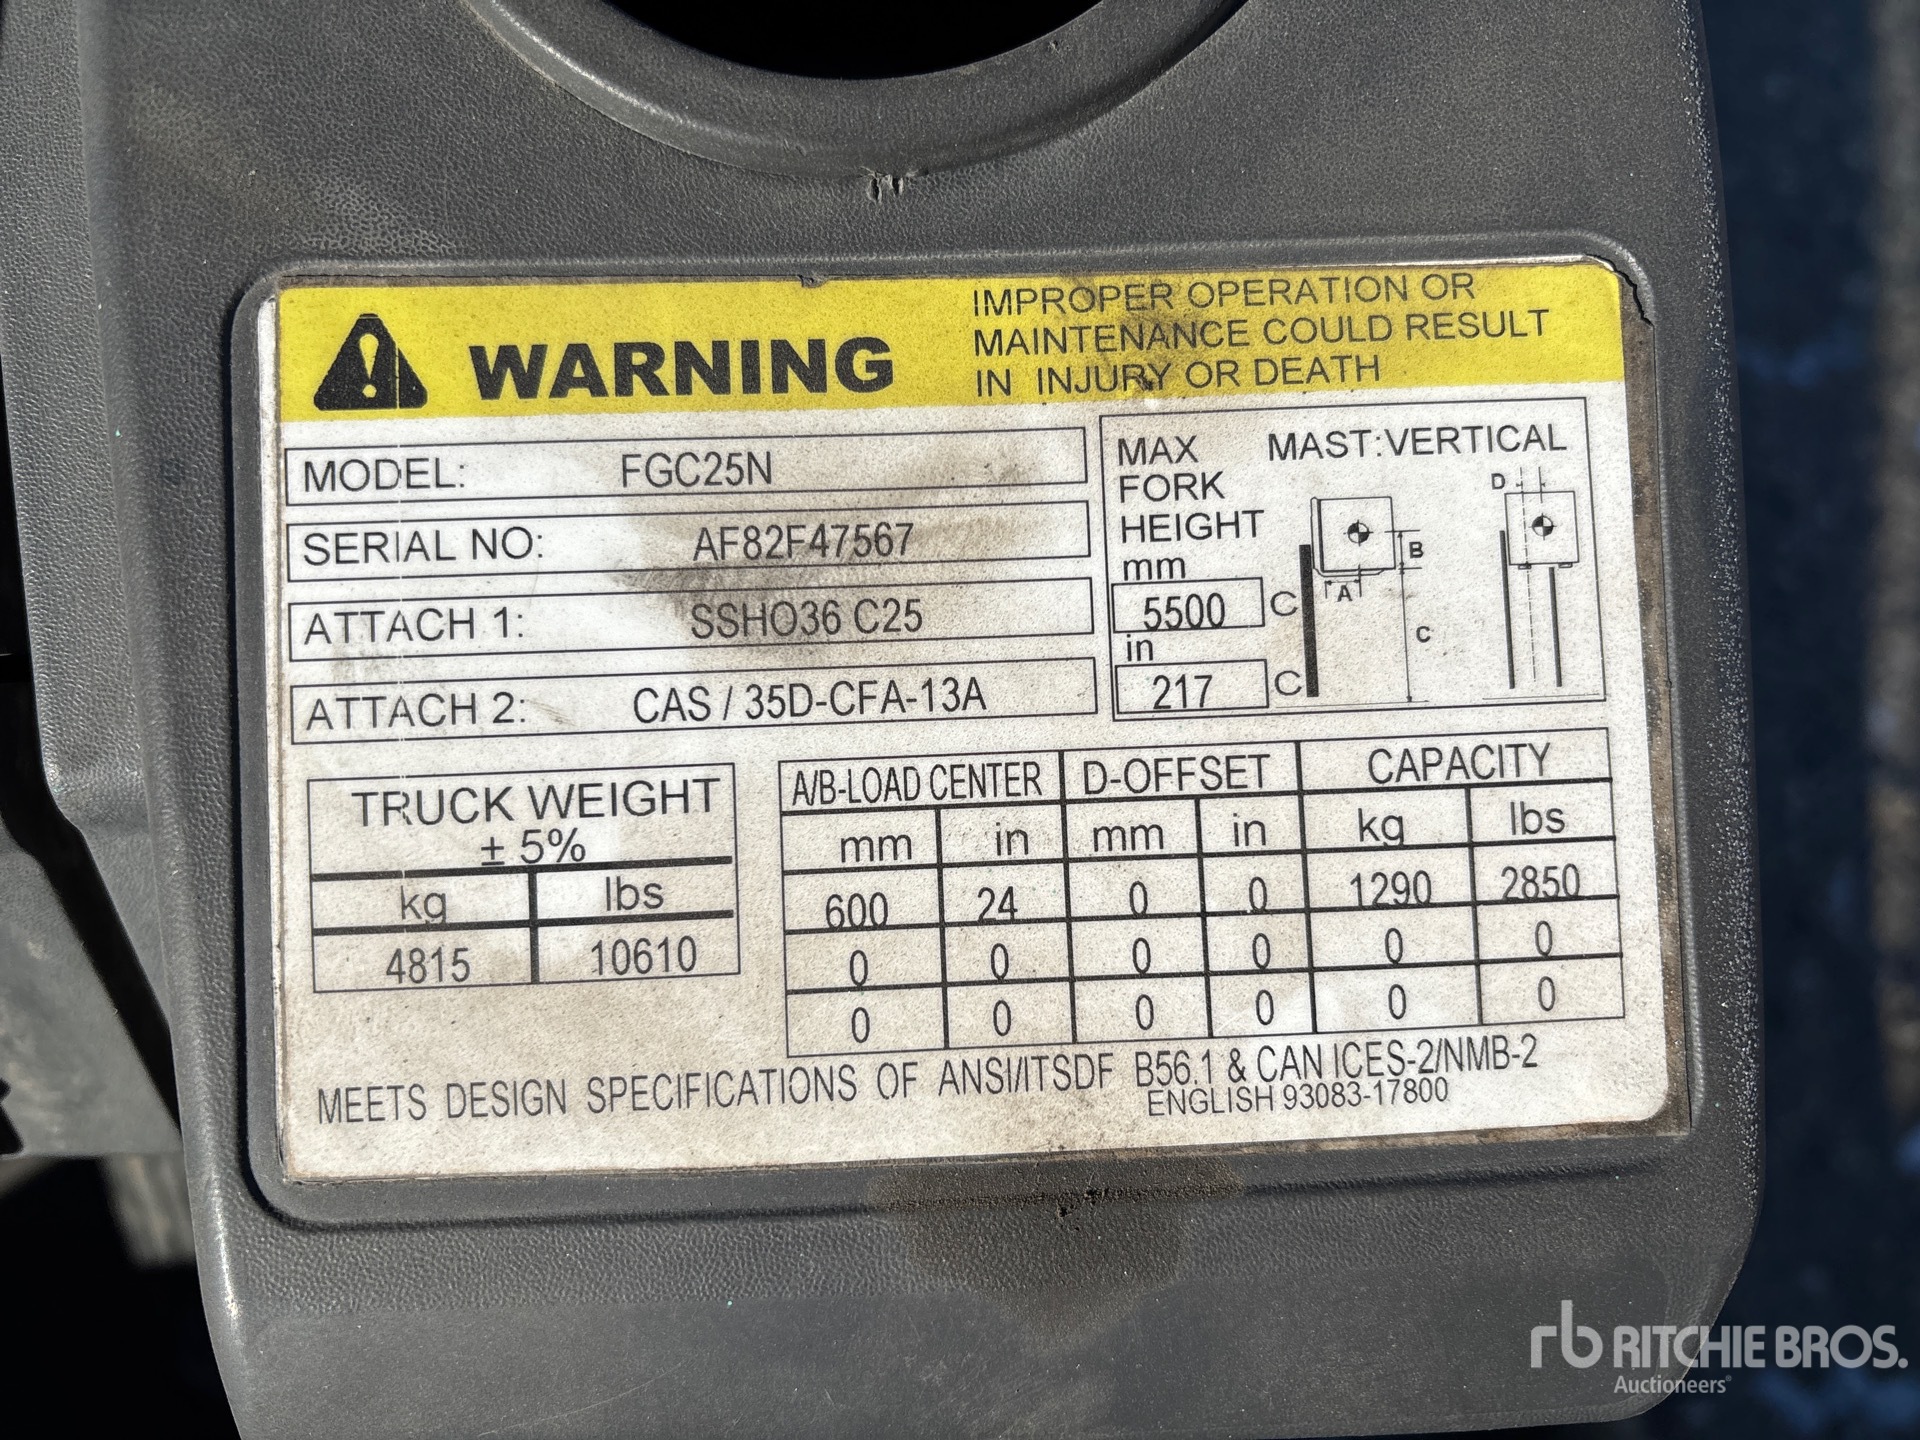 WARNING
IMPROPER OPERATION OR
MAINTENANCE COULD RESULT
IN INJURY OR DEATH
MODEL: FGC25N
SERIAL NO: AF82F47567
ATTACH 1: SSHO36 C25
ATTACH 2: CAS / 35D-CFA-13A
MAX MAST:VERTICAL
FORK
HEIGHT
mm
5500 C
in
217 C
D
B
A
C
TRUCK WEIGHT
± 5%
kg lbs
4815 10610
A/B-LOAD CENTER D-OFFSET CAPACITY
mm in mm in kg lbs
600 24 0 0 1290 2850
0 0 0 0 0 0
0 0 0 0 0 0
MEETS DESIGN SPECIFICATIONS OF ANSI/ITSDF B56.1 & CAN ICES-2/NMB-2
ENGLISH 93083-17800
rb RITCHIE BROS.
Auctioneers